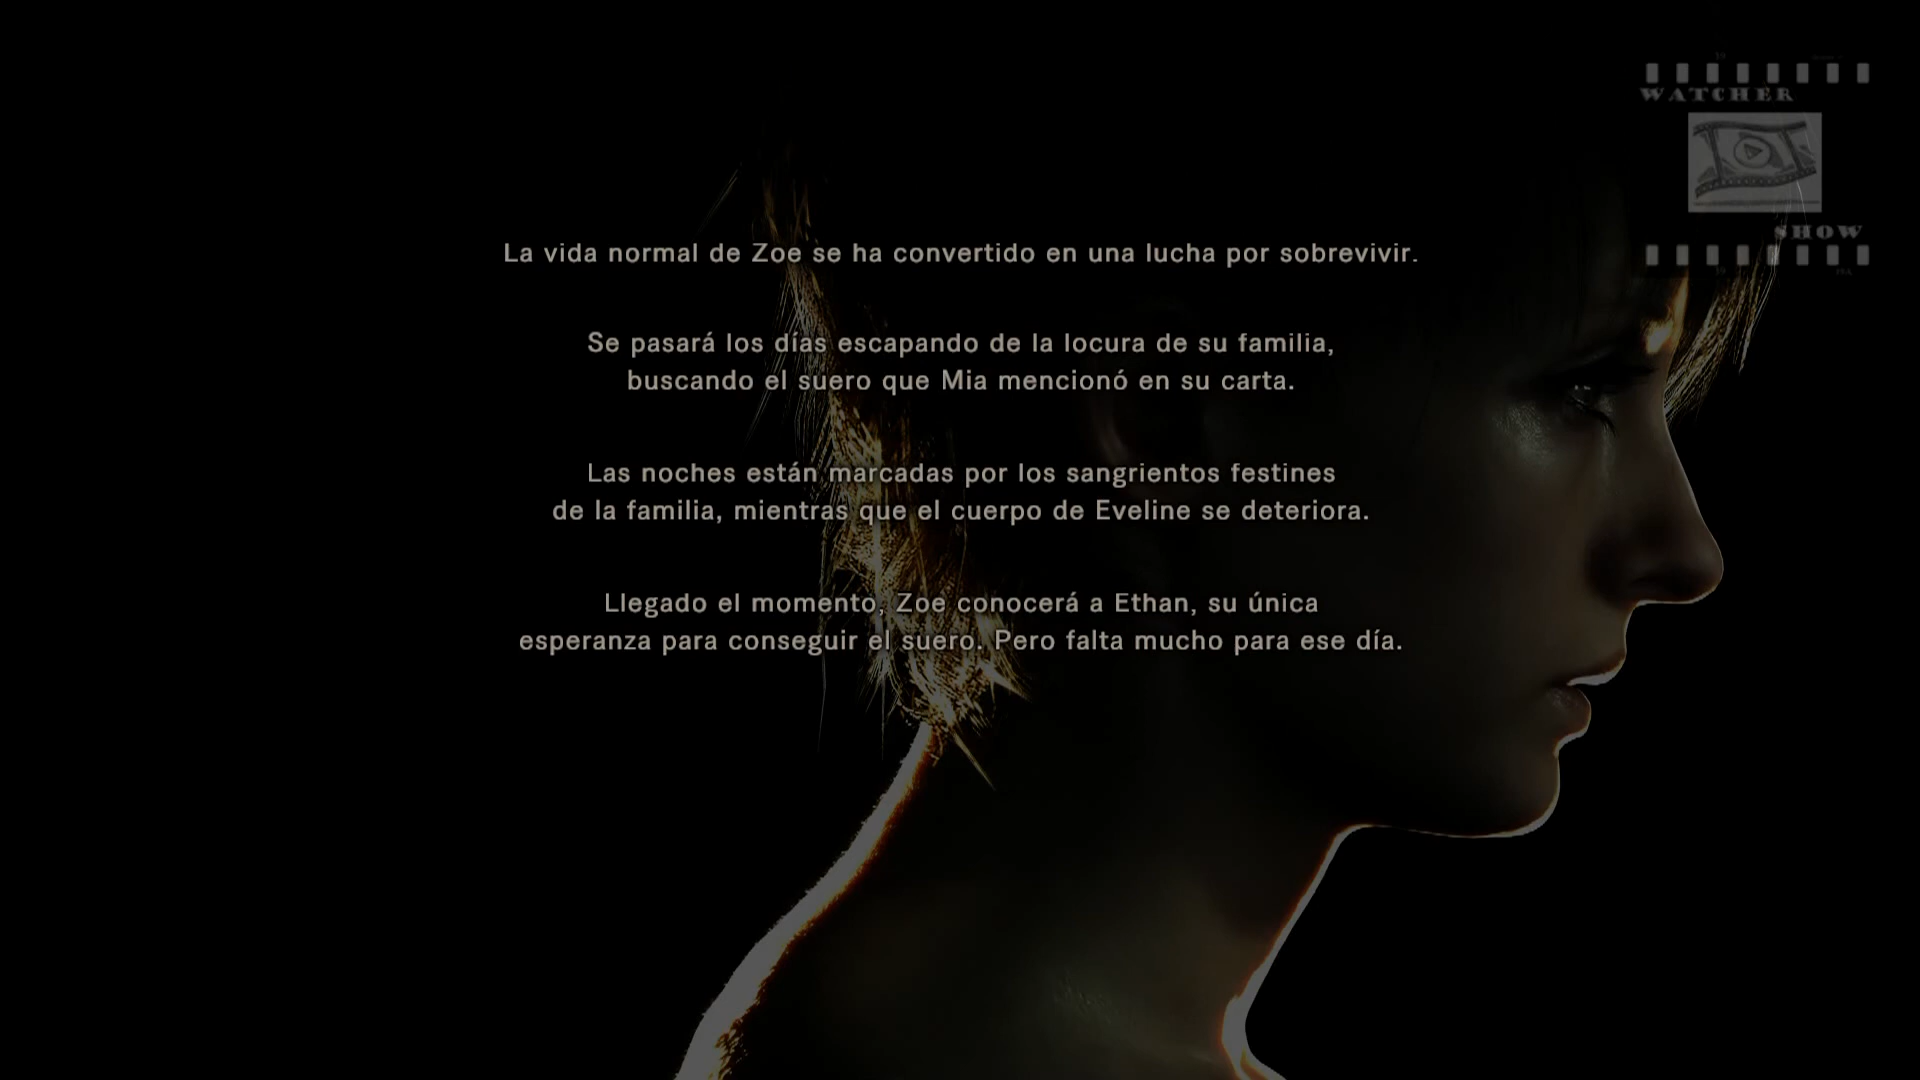 WATCHER
SHOW
La vida normal de Zoe se ha convertido en una lucha por sobrevivir.
Se pasará los días escapando de la locura de su familia,
buscando el suero que Mia mencionó en su carta.
Las noches están marcadas por los sangrientos festines
de la familia, mientras que el cuerpo de Eveline se deteriora.
Llegado el momento, Zoe conocerá a Ethan, su única
esperanza para conseguir el suero. Pero falta mucho para ese día.